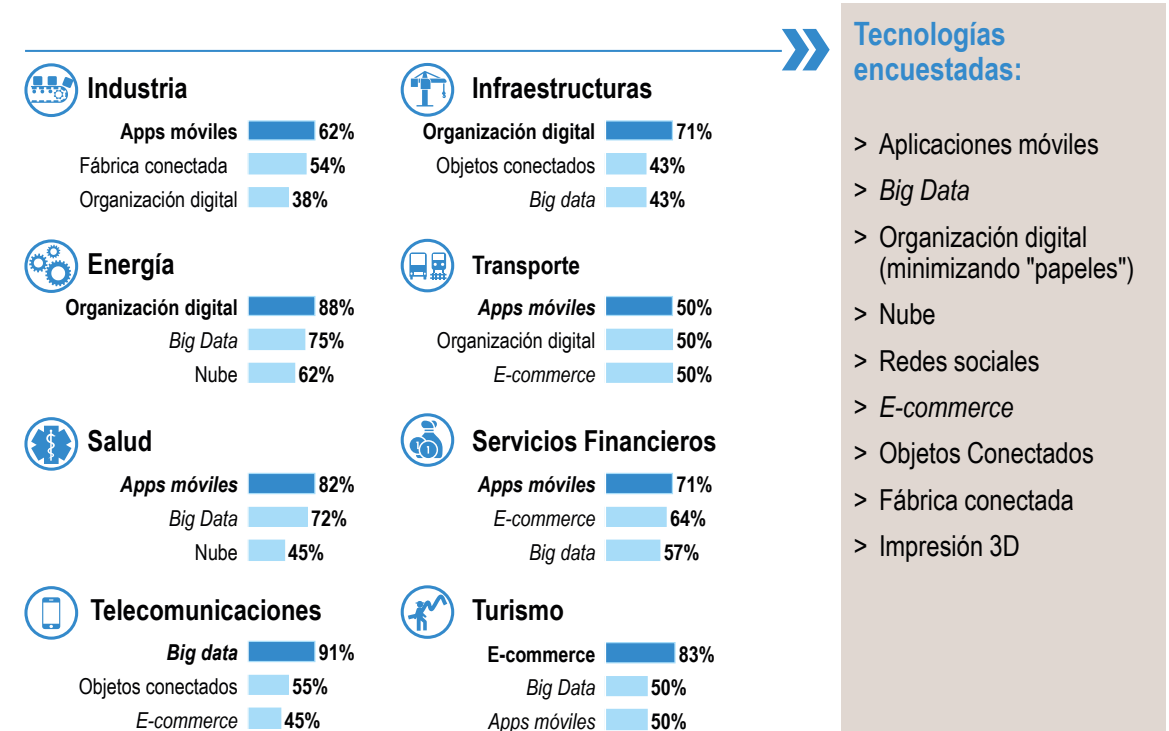 Industria
Apps móviles 62%
Fábrica conectada 54%
Organización digital 38%
Infraestructuras
Organización digital 71%
Objetos conectados 43%
Big data 43%
Energía
Organización digital 88%
Big Data 75%
Nube 62%
Transporte
Apps móviles 50%
Organización digital 50%
E-commerce 50%
Salud
Apps móviles 82%
Big Data 72%
Nube 45%
Servicios Financieros
Apps móviles 71%
E-commerce 64%
Big data 57%
Telecomunicaciones
Big data 91%
Objetos conectados 55%
E-commerce 45%
Turismo
E-commerce 83%
Big Data 50%
Apps móviles 50%
Tecnologías
encuestadas:
> Aplicaciones móviles
> Big Data
> Organización digital
(minimizando "papeles")
> Nube
> Redes sociales
> E-commerce
> Objetos Conectados
> Fábrica conectada
> Impresión 3D